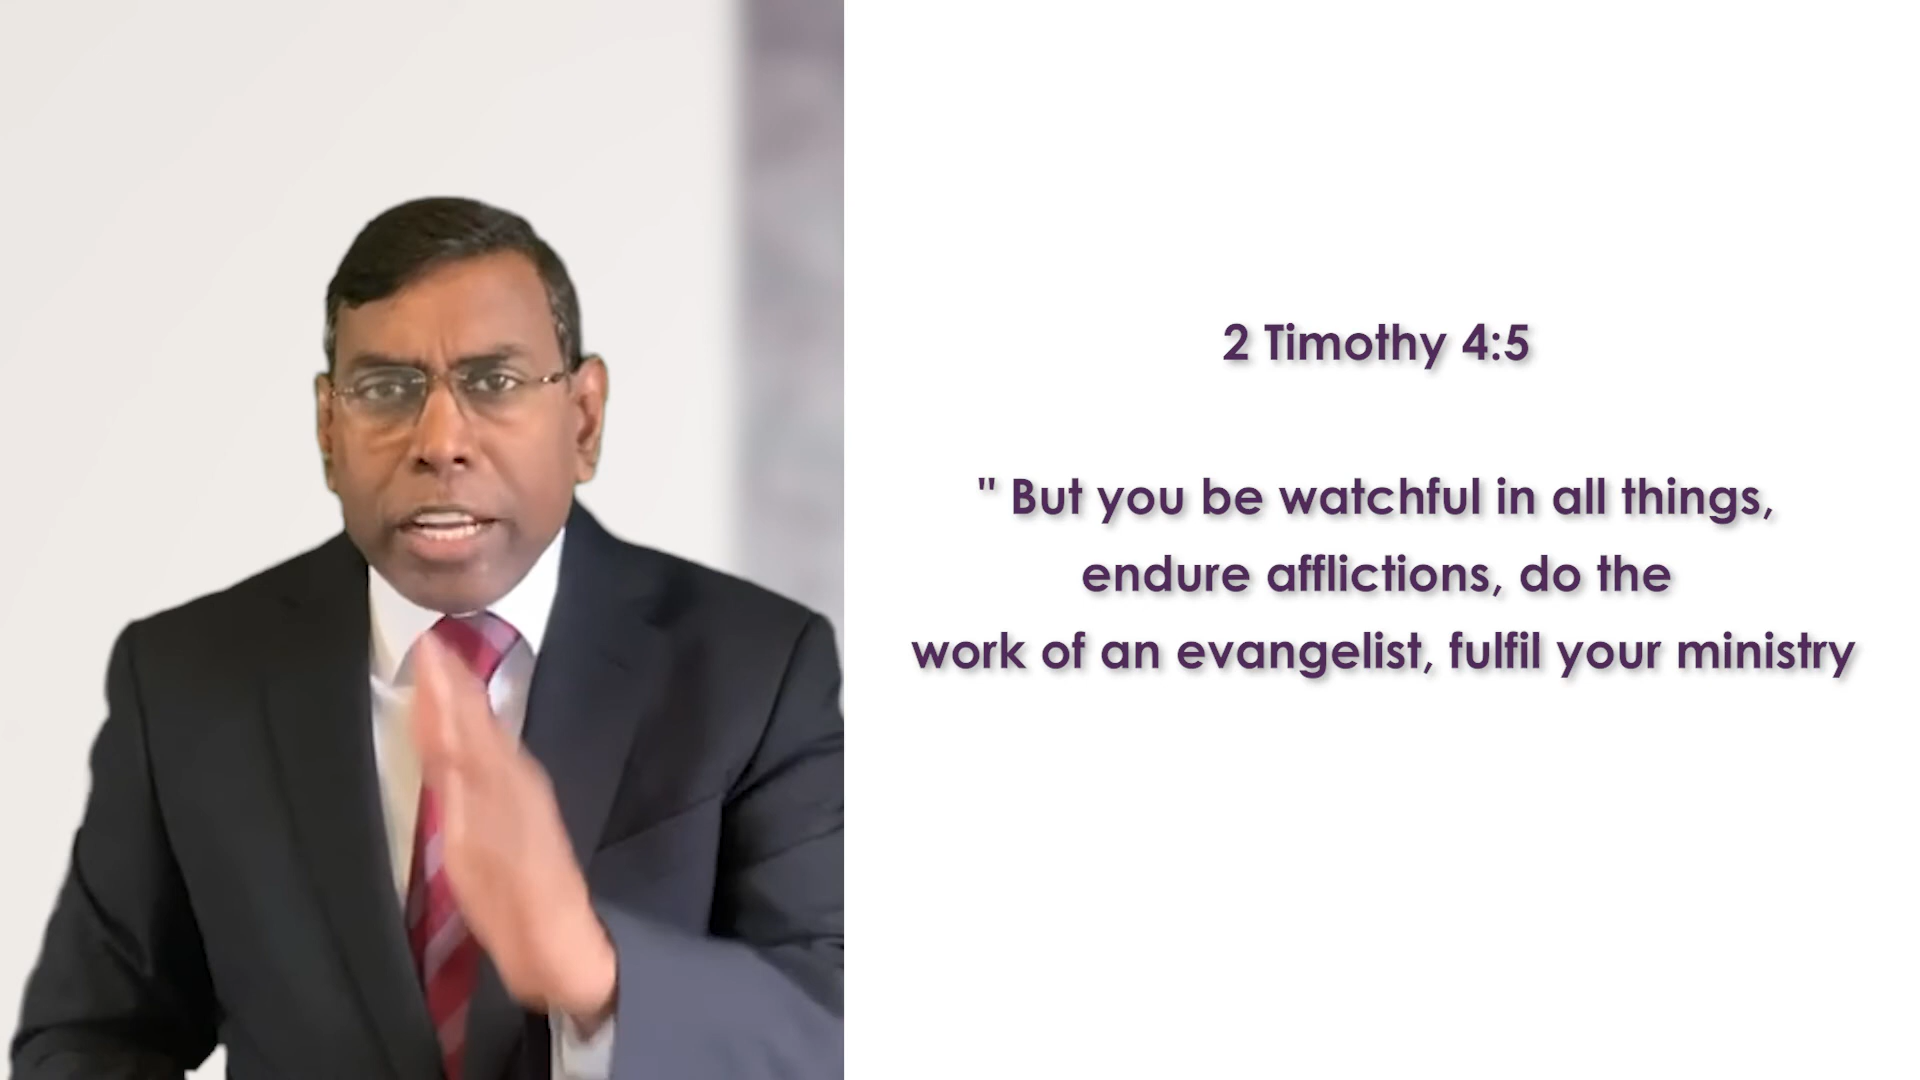 2 Timothy 4:5
" But you be watchful in all things,
endure afflictions, do the
work of an evangelist, fulfil your ministry